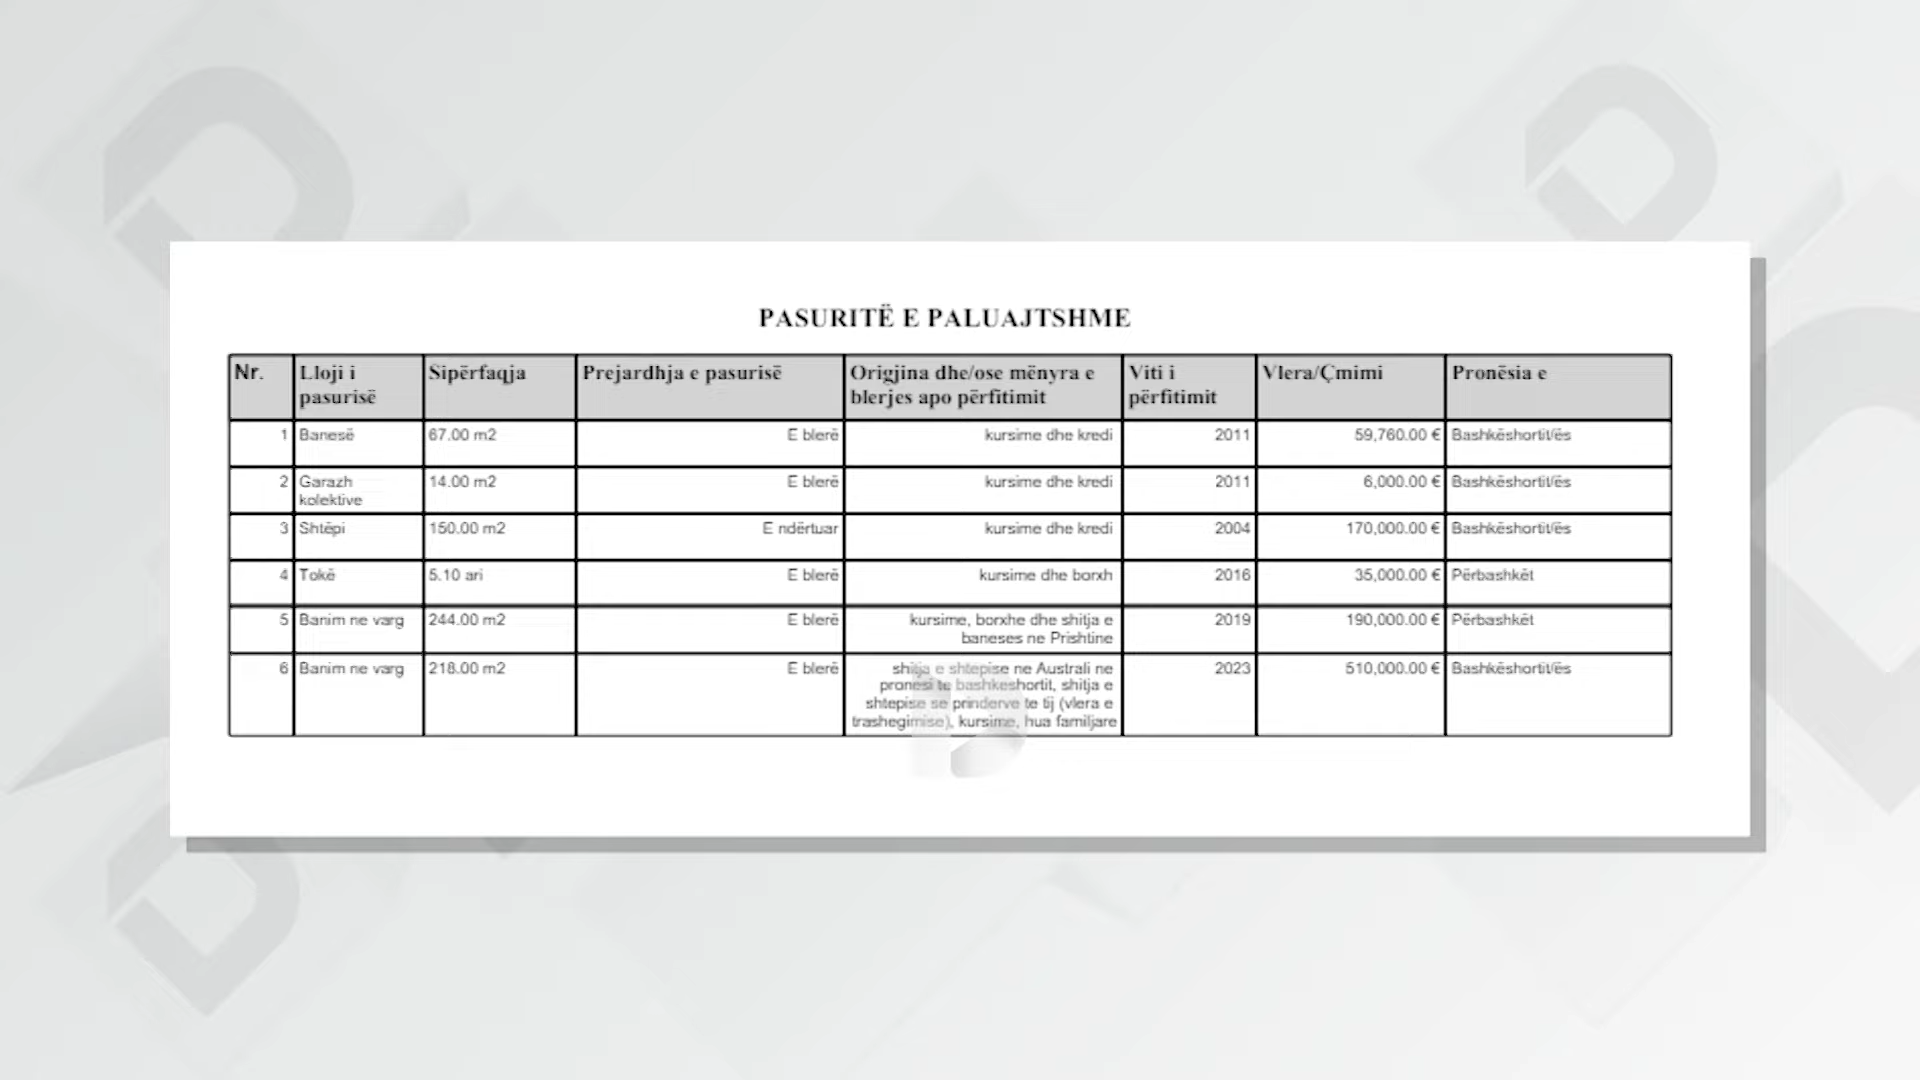 PASURITË E PALUAJTSHME
Nr. Lloji i pasurisë Sipërfaqja Prejardhja e pasurisë Origjina dhe/ose mënyra e blerjes apo përfitimit Viti i përfitimit Vlera/Çmimi Pronësia e
1 Banesë 67.00 m2 E blerë kursime dhe kredi 2011 59,760.00 € Bashkëshortit/ës
2 Garazh kolektive 14.00 m2 E blerë kursime dhe kredi 2011 6,000.00 € Bashkëshortit/ës
3 Shtëpi 150.00 m2 E ndërtuar kursime dhe kredi 2004 170,000.00 € Bashkëshortit/ës
4 Tokë 5.10 ari E blerë kursime dhe borxh 2016 35,000.00 € Përbashkët
5 Banim ne varg 244.00 m2 E blerë kursime, borxhe dhe shitja e baneses ne Prishtine 2019 190,000.00 € Përbashkët
6 Banim ne varg 218.00 m2 E blerë shitja e shtepise ne Australi ne pronesi te bashkeshortit, shitja e shtepise se prinderve te tij (vlera e trashegimise), kursime, hua familjare 2023 510,000.00 € Bashkëshortit/ës